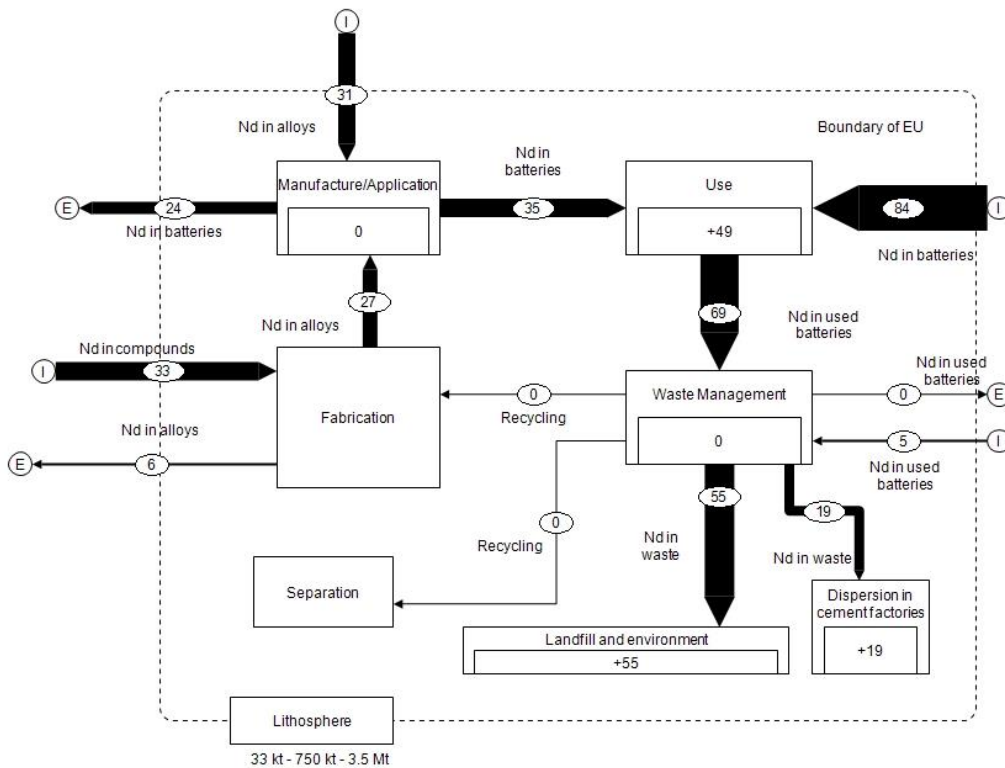 I
31
Nd in alloys
Boundary of EU
Nd in
batteries
Manufacture/Application
0
Use
+49
E
24
Nd in batteries
35
84
I
Nd in batteries
27
Nd in alloys
69
Nd in used
batteries
Nd in compounds
I
33
Fabrication
Nd in alloys
E
6
0
Recycling
Waste Management
0
Nd in used
batteries
0
E
5
I
Nd in used
batteries
55
19
0
Recycling
Nd in
waste
Nd in waste
Separation
Dispersion in
cement factories
+19
Landfill and environment
+55
Lithosphere
33 kt - 750 kt - 3.5 Mt